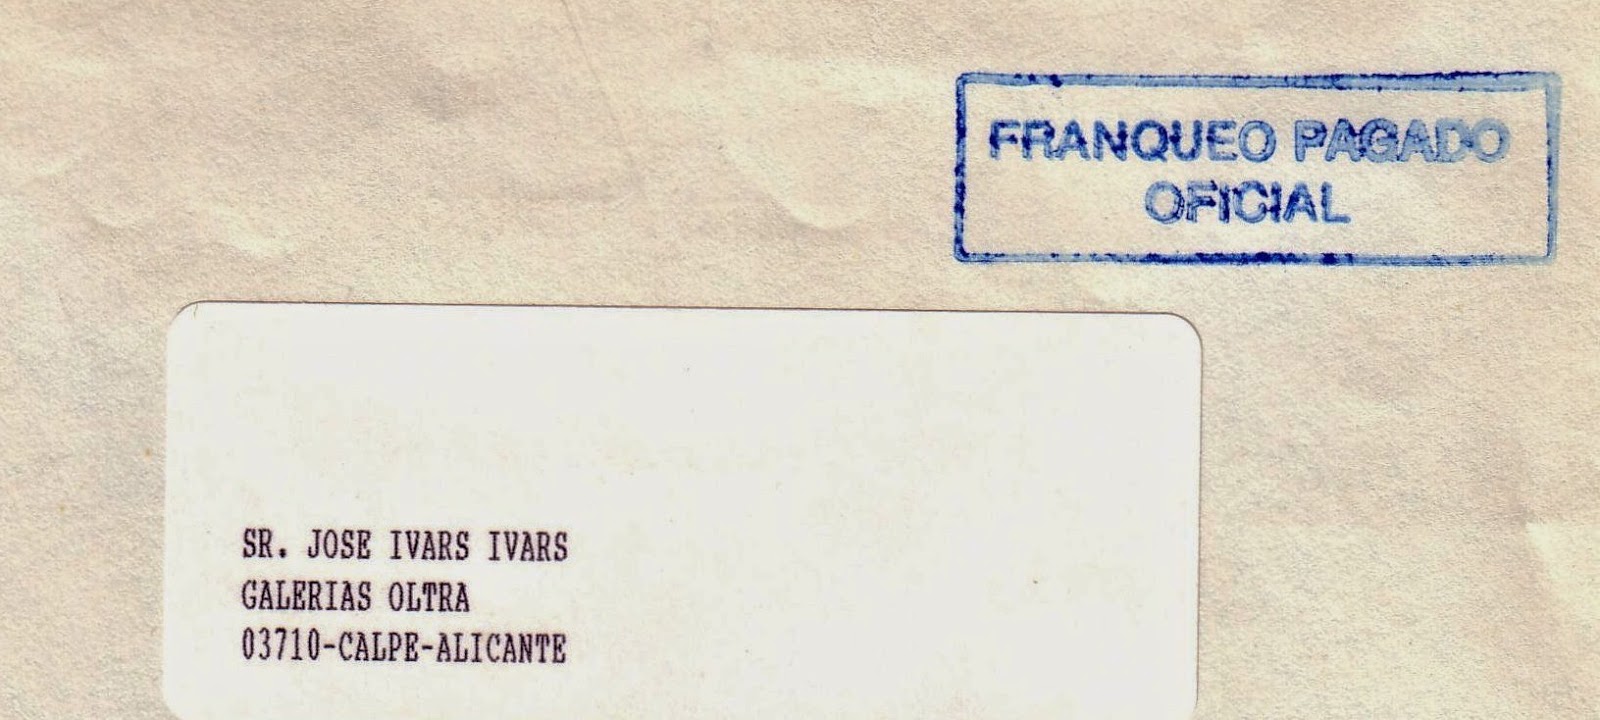 FRANQUEO PAGADO
OFICIAL
SR. JOSE IVARS IVARS
GALERIAS OLTRA
03710-CALPE-ALICANTE